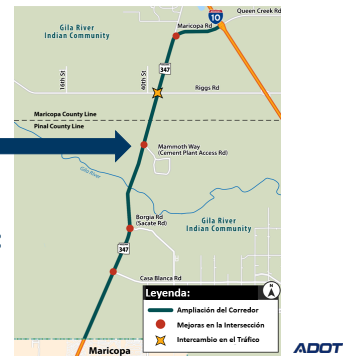 Queen Creek Rd
10
Gila River
Indian Community
Maricopa Rd
347
16th St
40th St
Riggs Rd
Maricopa County Line
Pinal County Line
Mammoth Way
(Cement Plant Access Rd)
Gila River
Borgia Rd
(Sacate Rd)
Gila River
Indian Community
347
Casa Blanca Rd
Leyenda:
N
Ampliación del Corredor
Mejoras en la Intersección
Intercambio en el Tráfico
Maricopa
ADOT